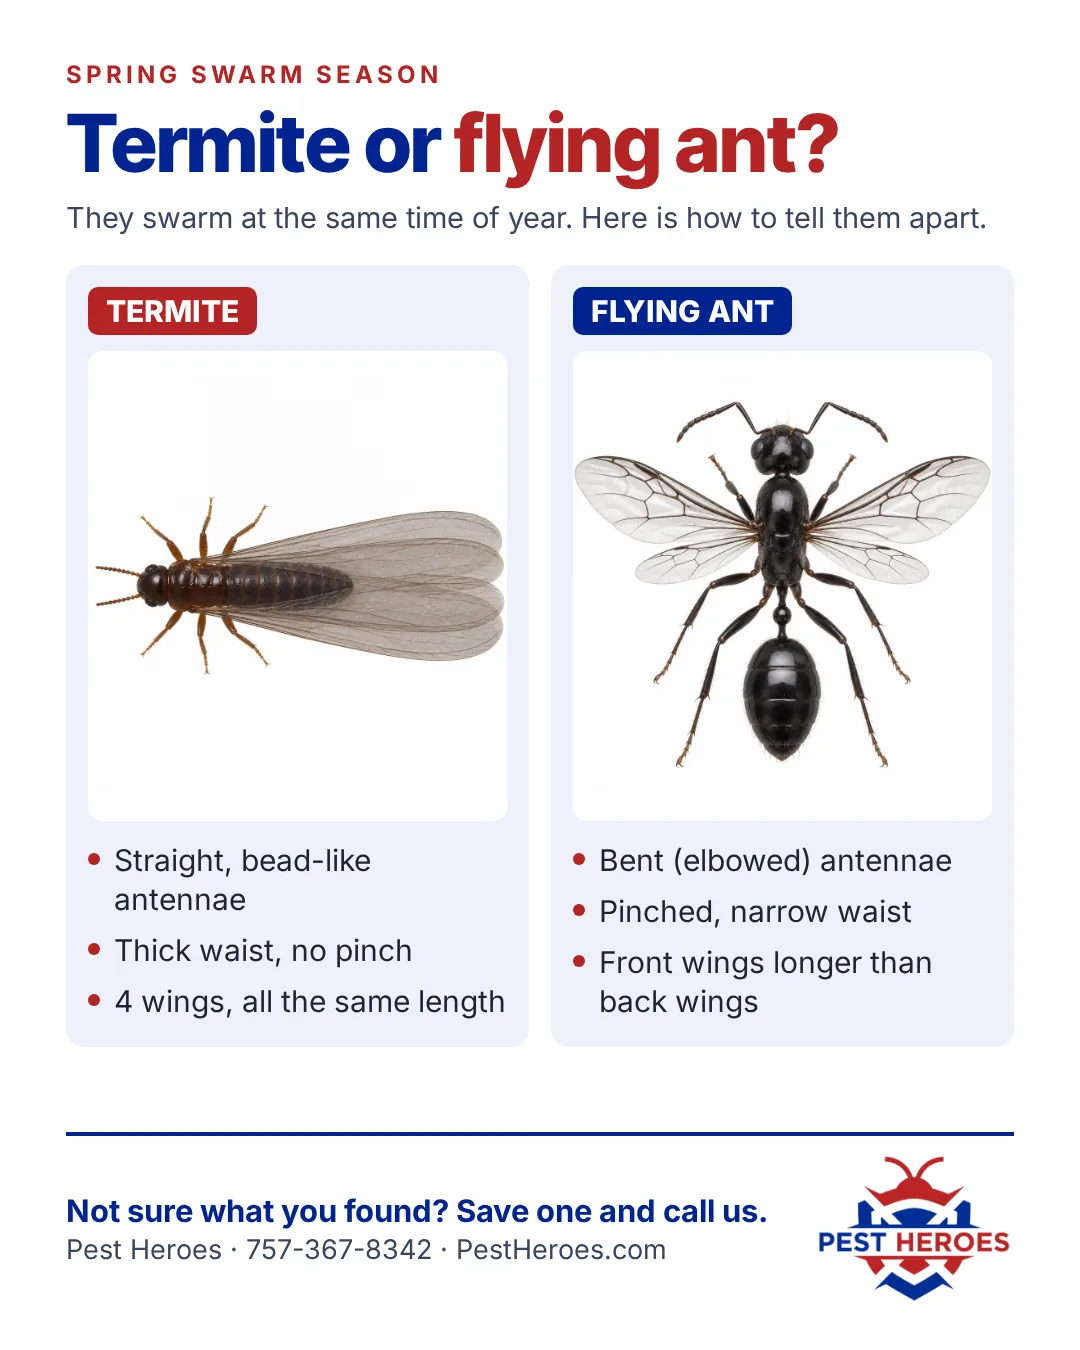 SPRING SWARM SEASON
Termite or flying ant?
They swarm at the same time of year. Here is how to tell them apart.
TERMITE
Straight, bead-like
antennae
Thick waist, no pinch
4 wings, all the same length
FLYING ANT
Bent (elbowed) antennae
Pinched, narrow waist
Front wings longer than
back wings
Not sure what you found? Save one and call us.
Pest Heroes · 757-367-8342 · PestHeroes.com
PEST HEROES